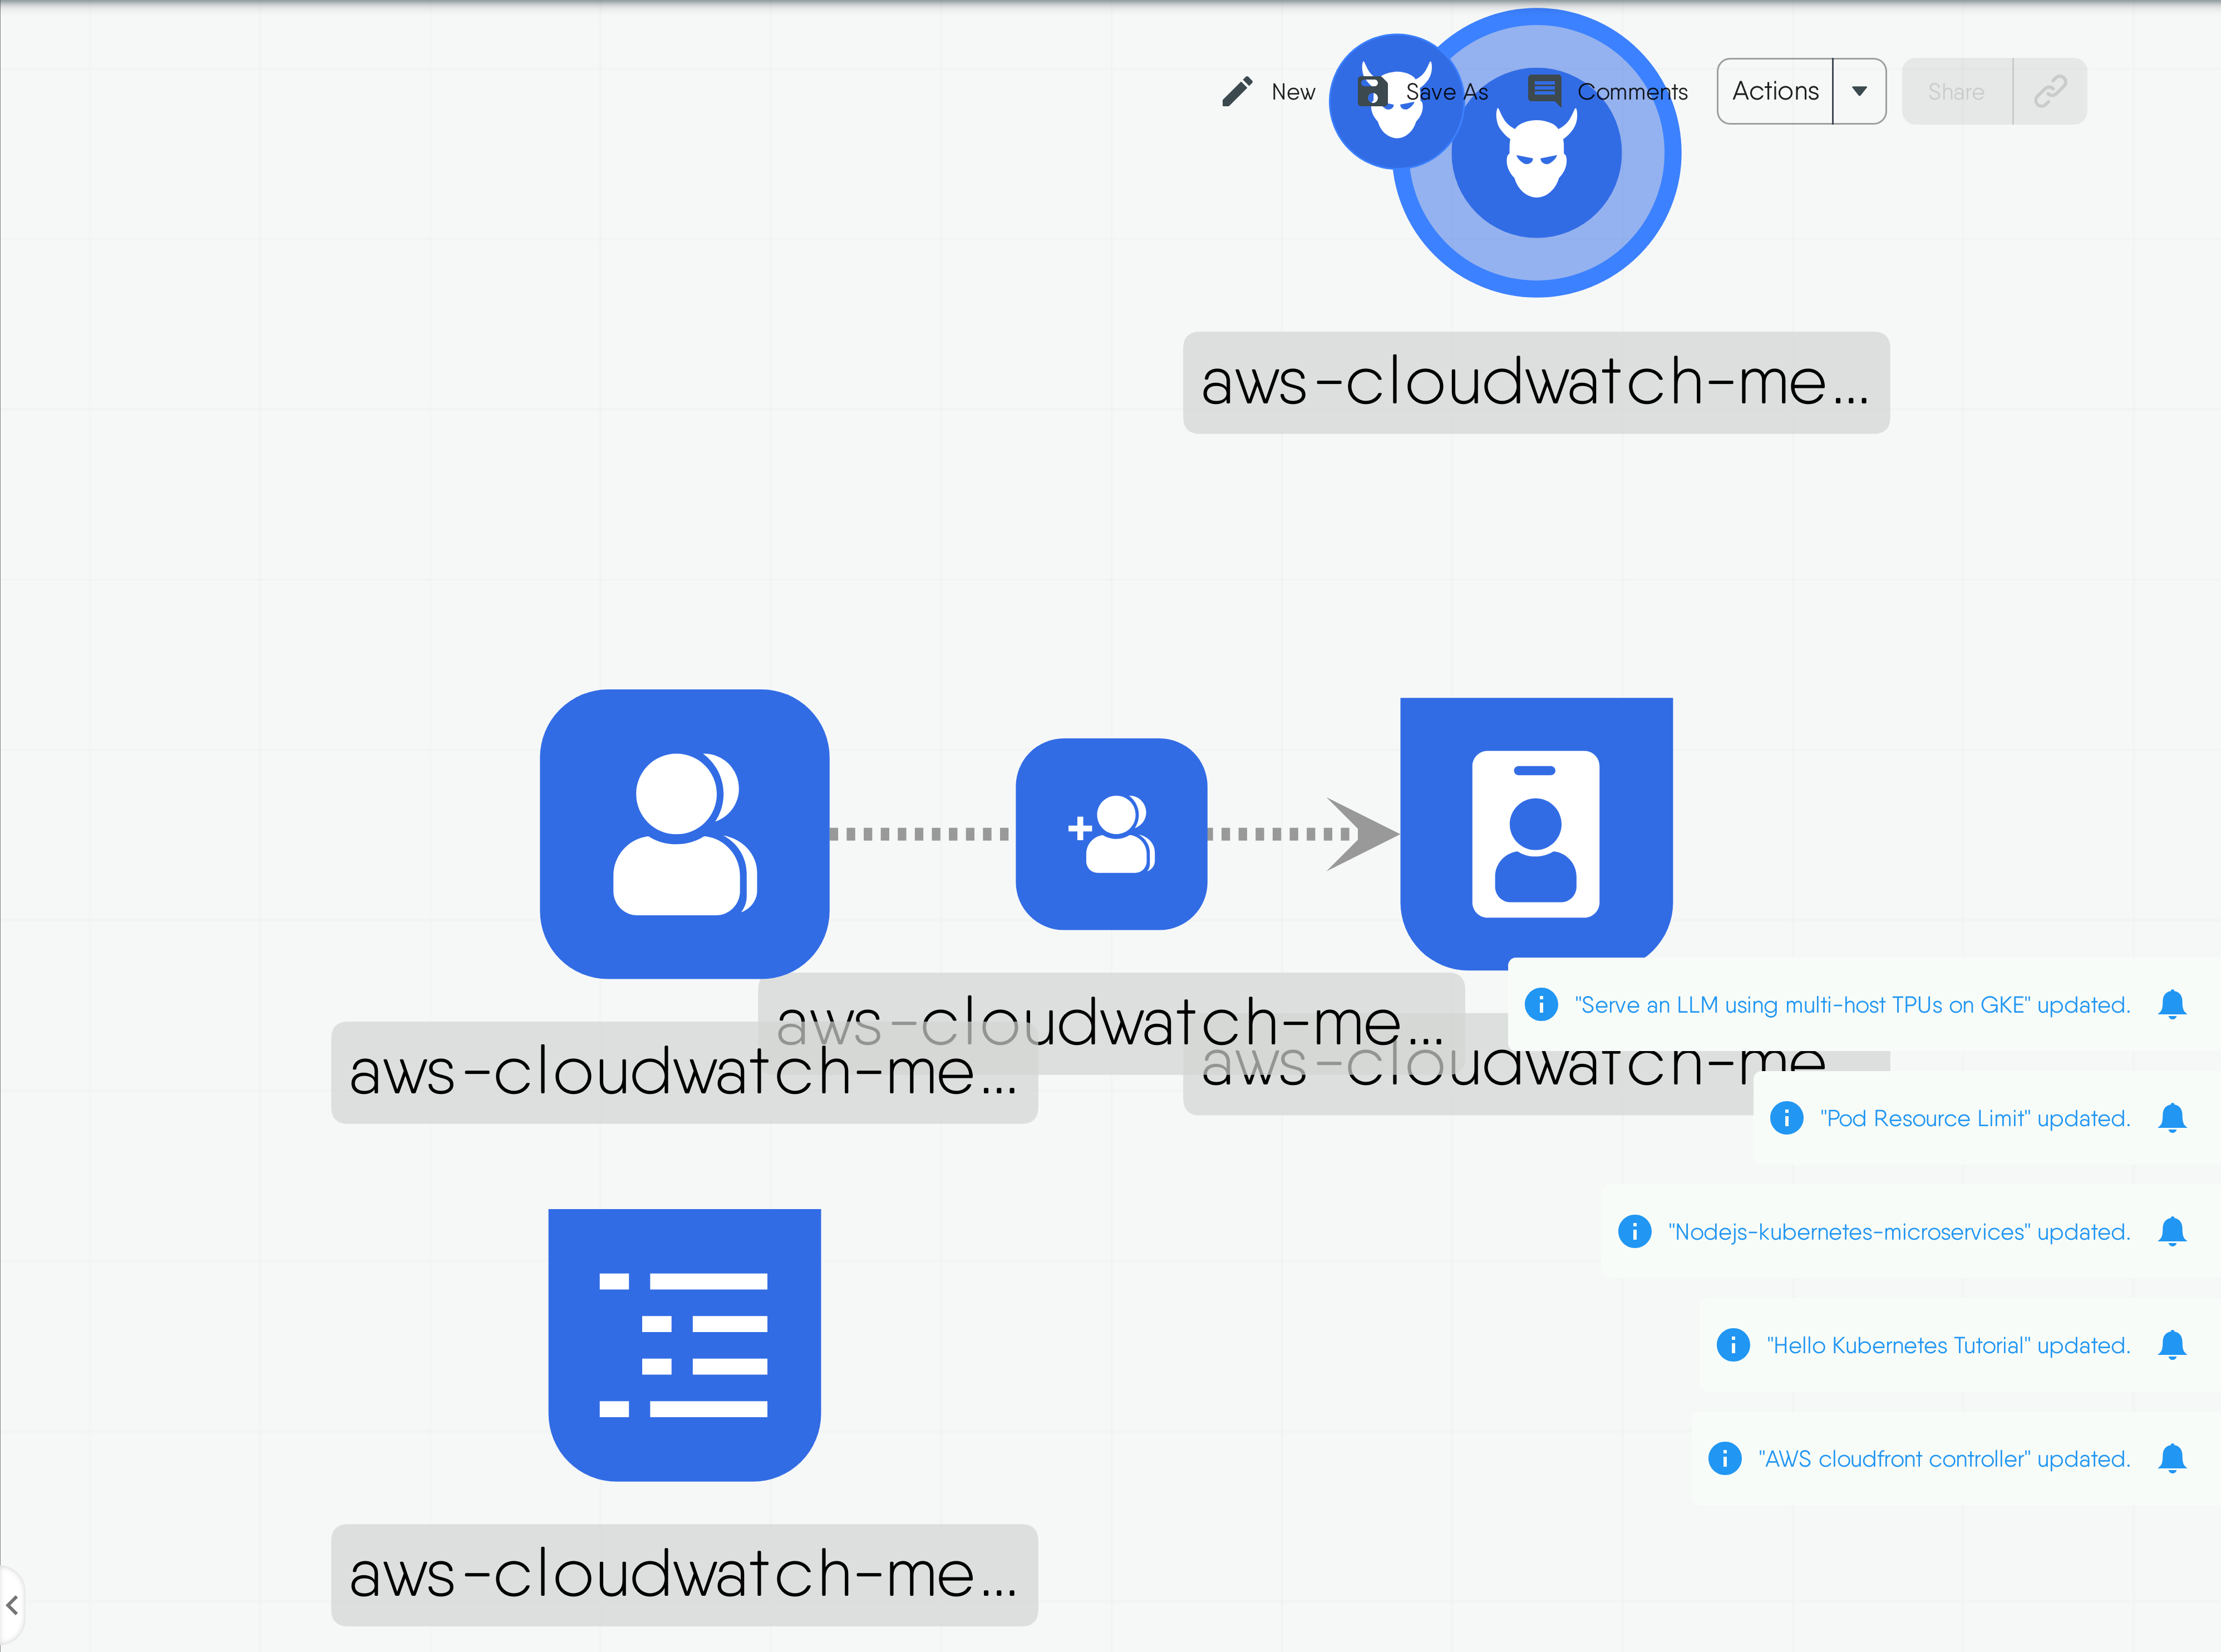 New Save As Comments Actions Share
aws-cloudwatch-me...
aws-cloudwatch-me...
aws-cloudwatch-me...
aws-cloudwatch-me
"Serve an LLM using multi-host TPUs on GKE" updated.
"Pod Resource Limit" updated.
"Nodejs-kubernetes-microservices" updated.
"Hello Kubernetes Tutorial" updated.
"AWS cloudfront controller" updated.
aws-cloudwatch-me...